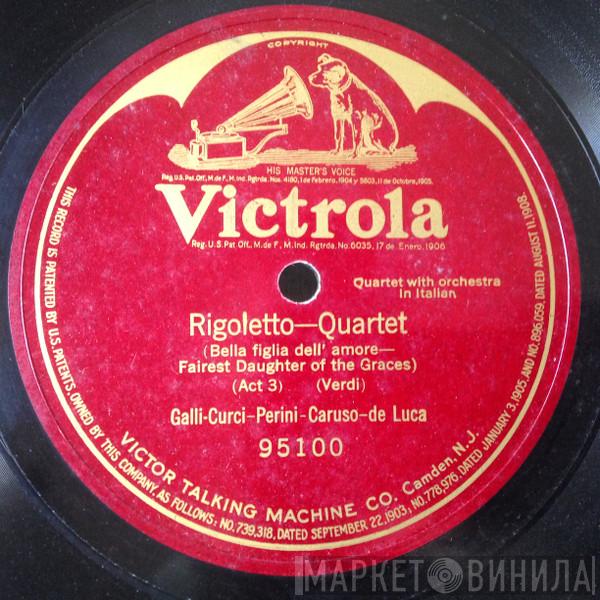 COPYRIGHT
HIS MASTER'S VOICE
Reg. U.S. Pat. Off., M. de F., M. Ind. Rgtrda. Nos. 4180, 1 de Febrero, 1904 y 5603, 11 de Octubre, 1905.
Victrola
Reg. U.S. Pat. Off., M. de F., M. Ind. Rgtrda. No. 6035, 17 de Enero, 1906
Quartet with orchestra
in Italian
Rigoletto—Quartet
(Bella figlia dell' amore—
Fairest Daughter of the Graces)
(Act 3) (Verdi)
Galli-Curci-Perini-Caruso-de Luca
95100
VICTOR TALKING MACHINE CO. Camden, N.J.
THIS RECORD IS PATENTED BY U.S. PATENTS, OWNED BY THIS COMPANY, AS FOLLOWS: NO. 739,318, DATED SEPTEMBER 22, 1903; NO. 778,976, DATED JANUARY 3, 1905, AND NO. 896,059, DATED AUGUST 11, 1908.
МАРКЕТ ВИНИЛА